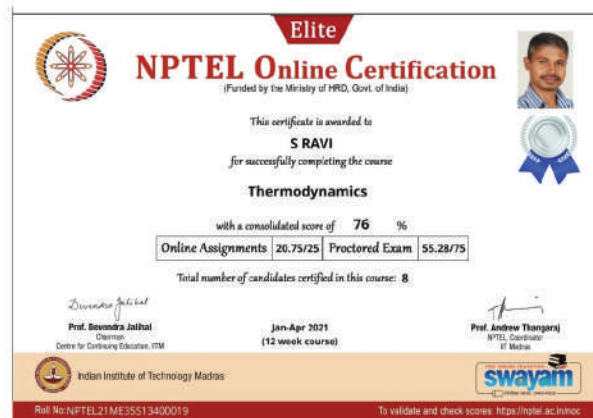 Elite
NPTEL Online Certification
(Funded by the Ministry of HRD, Govt. of India)
This certificate is awarded to
S RAVI
for successfully completing the course
Thermodynamics
with a consolidated score of 76 %
Online Assignments 20.75/25 Proctored Exam 55.28/75
Total number of candidates certified in this course: 8
Devendra Jalihal
Prof. Devendra Jalihal
Chairman
Centre for Continuing Education, IITM
Jan-Apr 2021
(12 week course)
Prof. Andrew Thangaraj
NPTEL, Coordinator
IIT Madras
Indian Institute of Technology Madras
swayam
Roll No:NPTEL21ME35S13400019
To validate and check scores: https://nptel.ac.in/noc